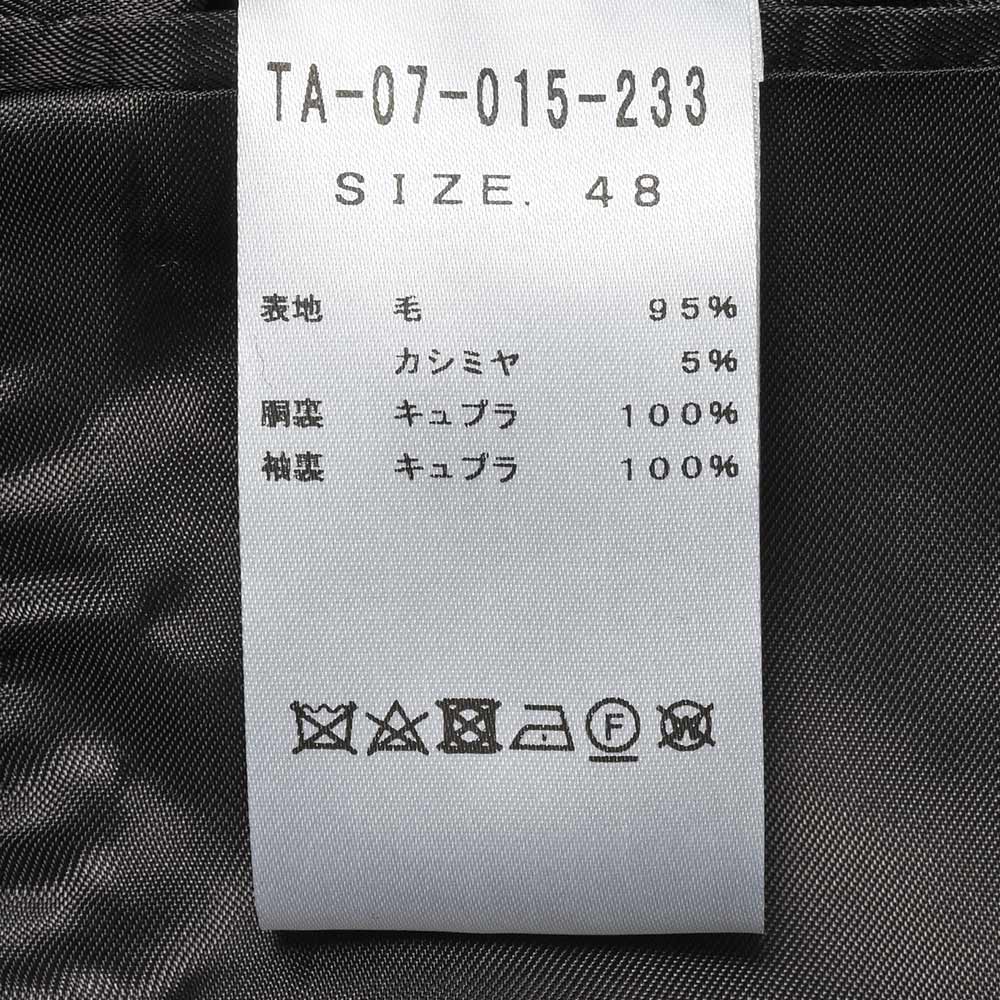 TA-07-015-233
SIZE. 48
表地 毛 95%
カシミヤ 5%
胴裏 キュプラ 100%
袖裏 キュプラ 100%
F W